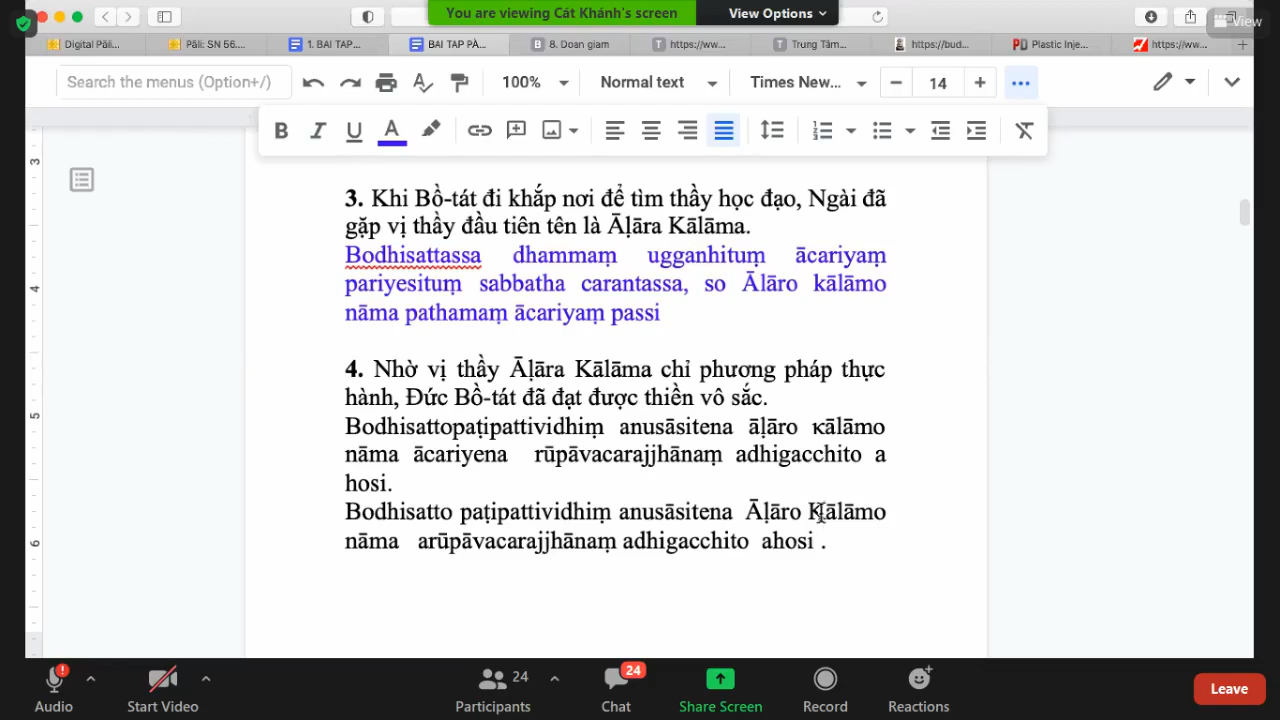 You are viewing Cát Khánh's screen
View Options
View
Digital Pāli...
Pāli: SN 56....
1. BAI TAP...
BAI TAP PÀ...
8. Doan giam
https://ww...
Trung Tâm...
https://bud...
Plastic Inje...
https://ww...
Search the menus (Option+/)
100%
Normal text
Times New...
14
3
4
5
6
3. Khi Bồ-tát đi khắp nơi để tìm thầy học đạo, Ngài đã
gặp vị thầy đầu tiên tên là Āḷāra Kālāma.
Bodhisattassa dhammaṃ ugganhituṃ ācariyaṃ
pariyesituṃ sabbatha carantassa, so Ālāro kālāmo
nāma pathamaṃ ācariyaṃ passi
4. Nhờ vị thầy Āḷāra Kālāma chỉ phương pháp thực
hành, Đức Bồ-tát đã đạt được thiền vô sắc.
Bodhisattopaṭipattividhiṃ anusāsitena āḷāro κālāmo
nāma ācariyena rūpāvacarajjhānaṃ adhigacchito a
hosi.
Bodhisatto paṭipattividhiṃ anusāsitena Āḷāro Kālāmo
nāma arūpāvacarajjhānaṃ adhigacchito ahosi .
Audio
Start Video
24
Participants
24
Chat
Share Screen
Record
Reactions
Leave